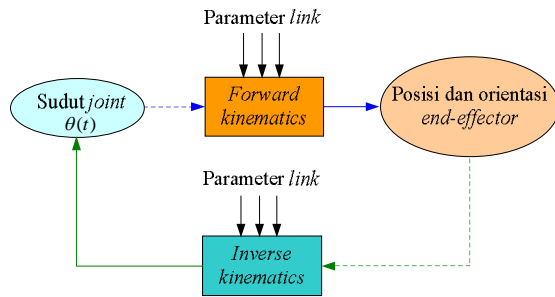 Parameter link
Sudut joint
θ(t)
Forward
kinematics
Posisi dan orientasi
end-effector
Parameter link
Inverse
kinematics